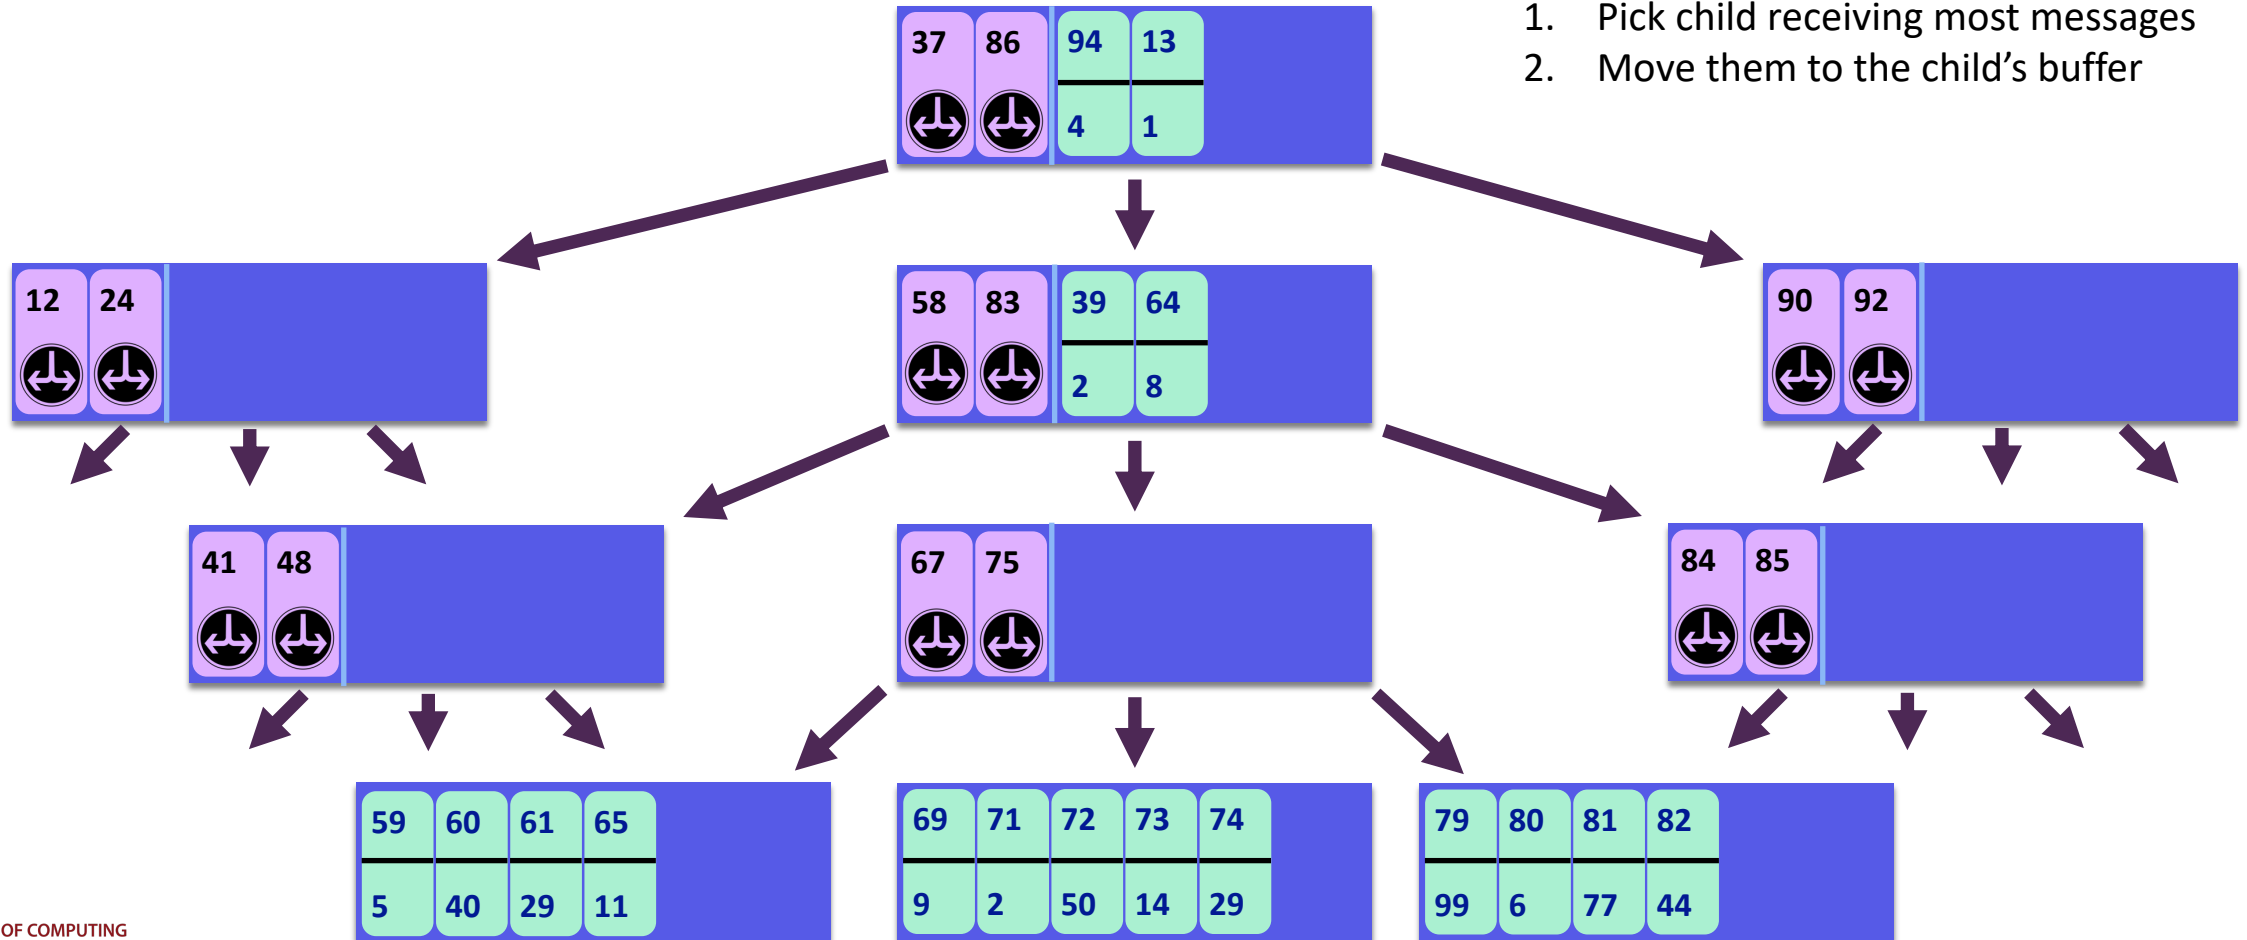 1. Pick child receiving most messages
2. Move them to the child's buffer
37 86 94 13
4 1
12 24
58 83 39 64
2 8
90 92
41 48
67 75
84 85
59 60 61 65
5 40 29 11
69 71 72 73 74
9 2 50 14 29
79 80 81 82
99 6 77 44
OF COMPUTING